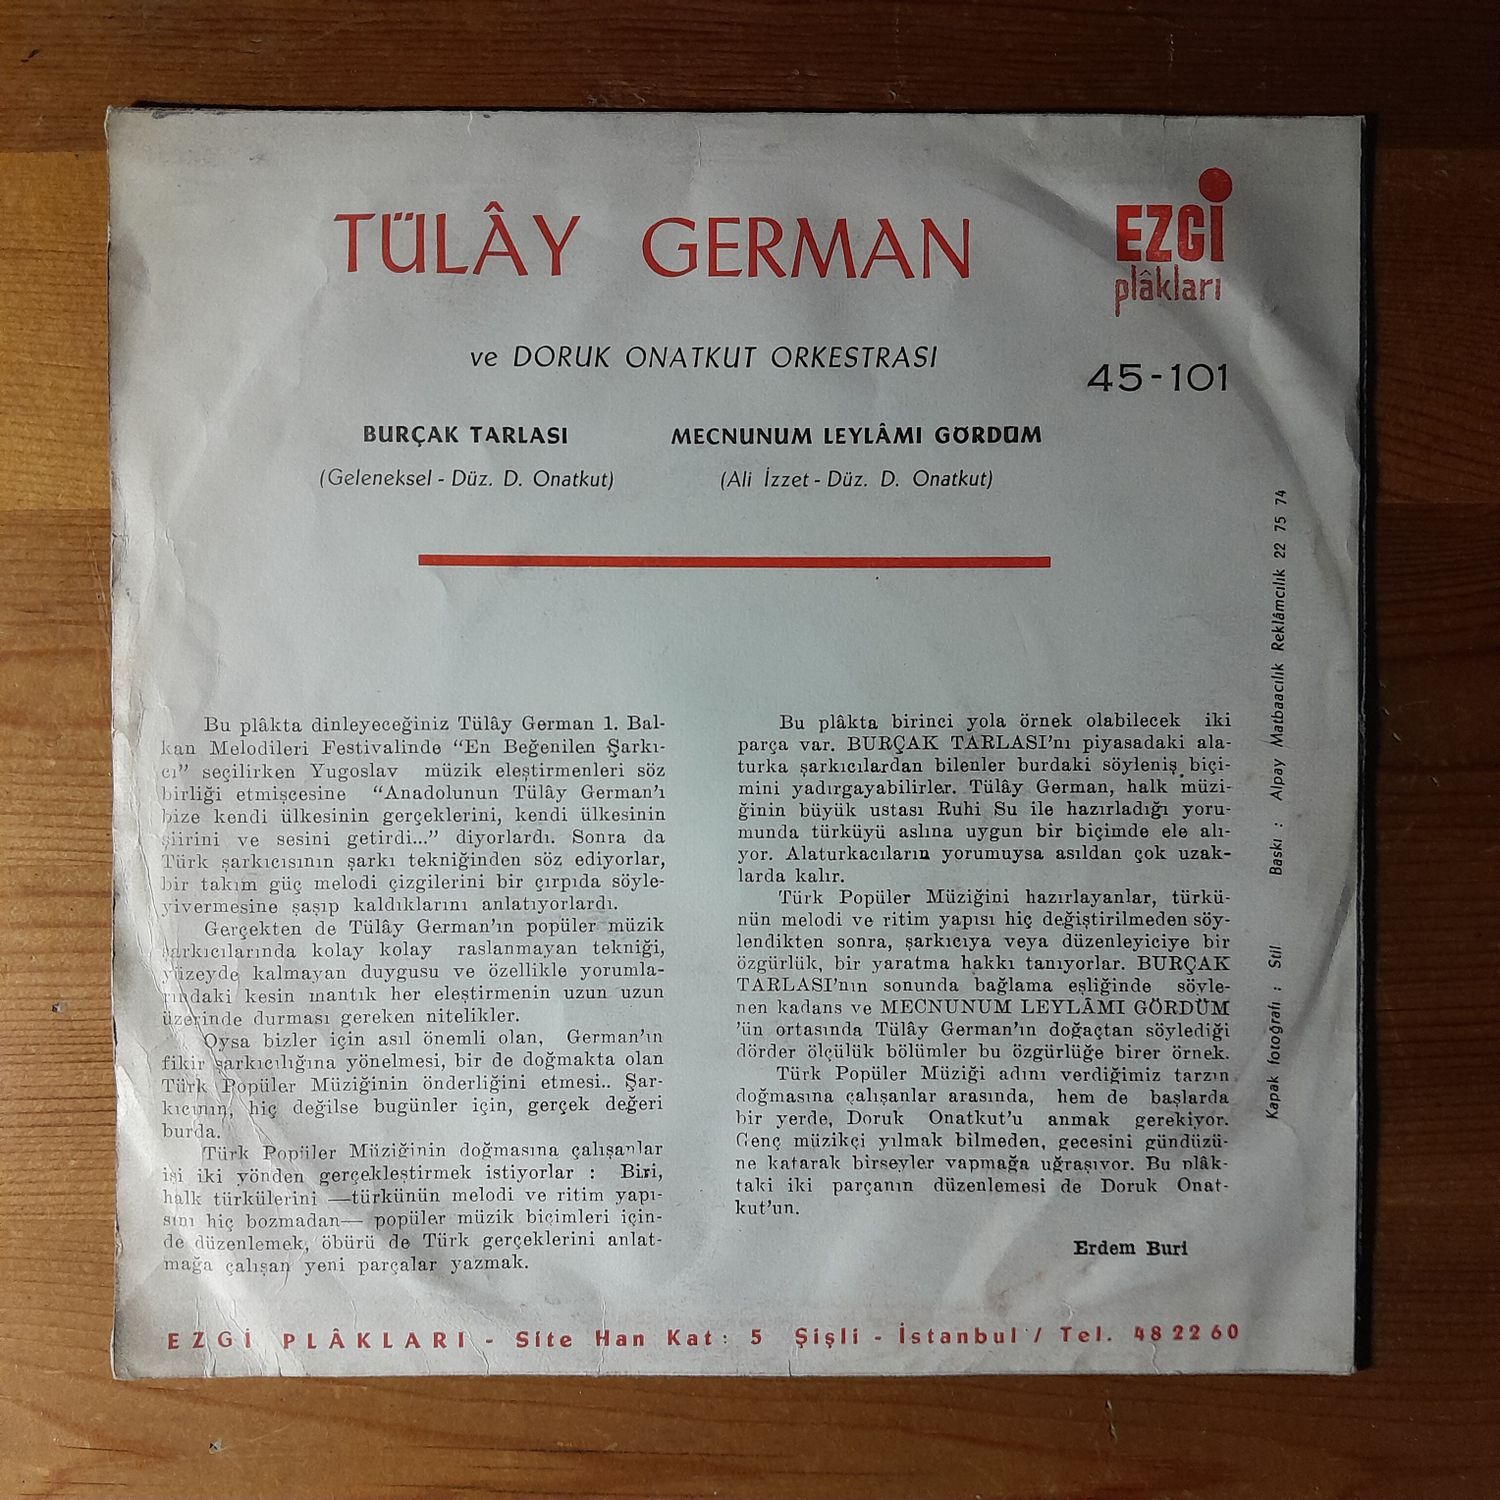 TÜLÂY GERMAN
EZGİ
plâkları
ve DORUK ONATKUT ORKESTRASI
45-101
BURÇAK TARLASI
(Geleneksel - Düz. D. Onatkut)
MECNUNUM LEYLÂMI GÖRDÜM
(Ali İzzet - Düz. D. Onatkut)
Bu plâkta dinleyeceğiniz Tülây German 1. Bal-
kan Melodileri Festivalinde “En Beğenilen Şarkı-
cı” seçilirken Yugoslav müzik eleştirmenleri söz
birliği etmişcesine “Anadolunun Tülây German’ı
bize kendi ülkesinin gerçeklerini, kendi ülkesinin
şiirini ve sesini getirdi...” diyorlardı. Sonra da
Türk şarkıcısının şarkı tekniğinden söz ediyorlar,
bir takım güç melodi çizgilerini bir çırpıda söyle-
yivermesine şaşıp kaldıklarını anlatıyorlardı.
Gerçekten de Tülây German’ın popüler müzik
şarkıcılarında kolay kolay raslanmayan tekniği,
yüzeyde kalmayan duygusu ve özellikle yorumla-
rındaki kesin mantık her eleştirmenin uzun uzun
üzerinde durması gereken nitelikler.
Oysa bizler için asıl önemli olan, German’ın
fikir şarkıcılığına yönelmesi, bir de doğmakta olan
Türk Popüler Müziğinin önderliğini etmesi.. Şar-
kıcının, hiç değilse bugünler için, gerçek değeri
burda.
Türk Popüler Müziğinin doğmasına çalışanlar
işi iki yönden gerçekleştirmek istiyorlar : Biri,
halk türkülerini —türkünün melodi ve ritim yapı-
sını hiç bozmadan— popüler müzik biçimleri için-
de düzenlemek, öbürü de Türk gerçeklerini anlat-
mağa çalışan yeni parçalar yazmak.
Bu plâkta birinci yola örnek olabilecek iki
parça var. BURÇAK TARLASI’nı piyasadaki ala-
turka şarkıcılardan bilenler burdaki söyleniş biçi-
mini yadırgayabilirler. Tülây German, halk müzi-
ğinin büyük ustası Ruhi Su ile hazırladığı yoru-
munda türküyü aslına uygun bir biçimde ele alı-
yor. Alaturkacıların yorumuysa asıldan çok uzak-
larda kalır.
Türk Popüler Müziğini hazırlayanlar, türkü-
nün melodi ve ritim yapısı hiç değiştirilmeden söy-
lendikten sonra, şarkıcıya veya düzenleyiciye bir
özgürlük, bir yaratma hakkı tanıyorlar. BURÇAK
TARLASI’nın sonunda bağlama eşliğinde söyle-
nen kadans ve MECNUNUM LEYLÂMI GÖRDÜM
’ün ortasında Tülây German’ın doğaçtan söylediği
dörder ölçülük bölümler bu özgürlüğe birer örnek.
Türk Popüler Müziği adını verdiğimiz tarzın
doğmasına çalışanlar arasında, hem de başlarda
bir yerde, Doruk Onatkut’u anmak gerekiyor.
Genç müzikçi yılmak bilmeden, gecesini gündüzü-
ne katarak birşeyler yapmağa uğraşıyor. Bu plâk-
taki iki parçanın düzenlemesi de Doruk Onat-
kut’un.
Erdem Buri
Kapak fotoğrafı : Stil Baskı : Alpay Matbaacılık Reklâmcılık 22 75 74
EZGİ PLÂKLARI - Site Han Kat: 5 Şişli - İstanbul / Tel. 48 22 60